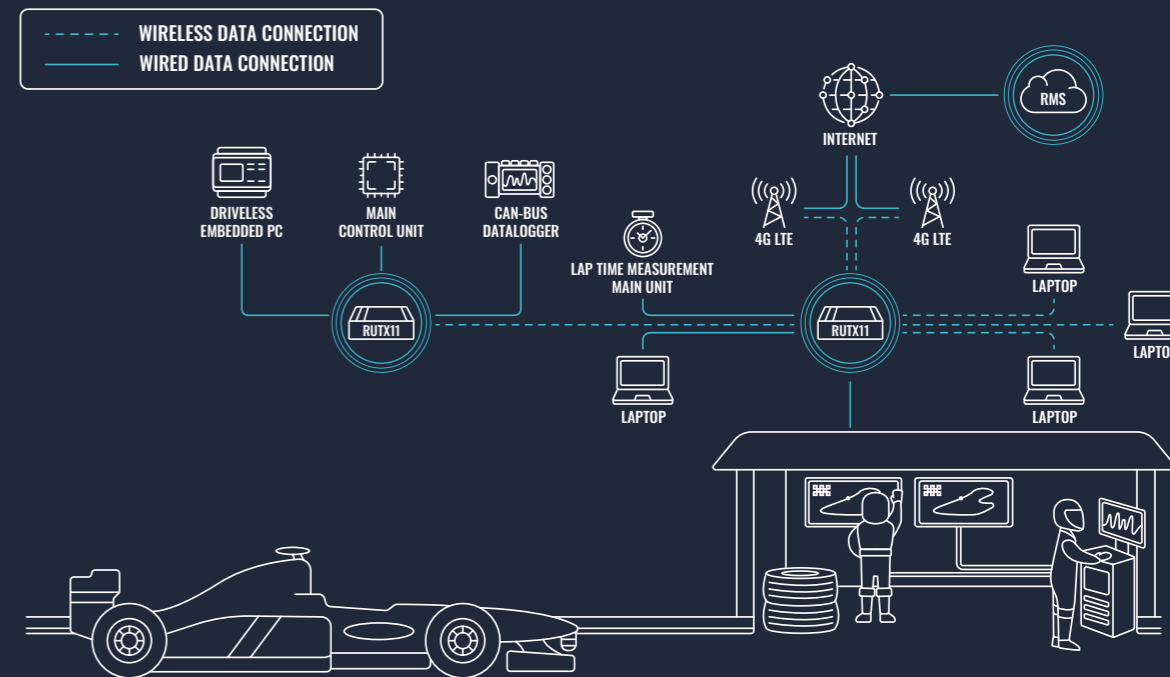 WIRELESS DATA CONNECTION
WIRED DATA CONNECTION
RMS
INTERNET
DRIVELESS
EMBEDDED PC
MAIN
CONTROL UNIT
CAN-BUS
DATALOGGER
4G LTE
4G LTE
LAP TIME MEASUREMENT
MAIN UNIT
LAPTOP
RUTX11
RUTX11
LAPTO
LAPTOP
LAPTOP